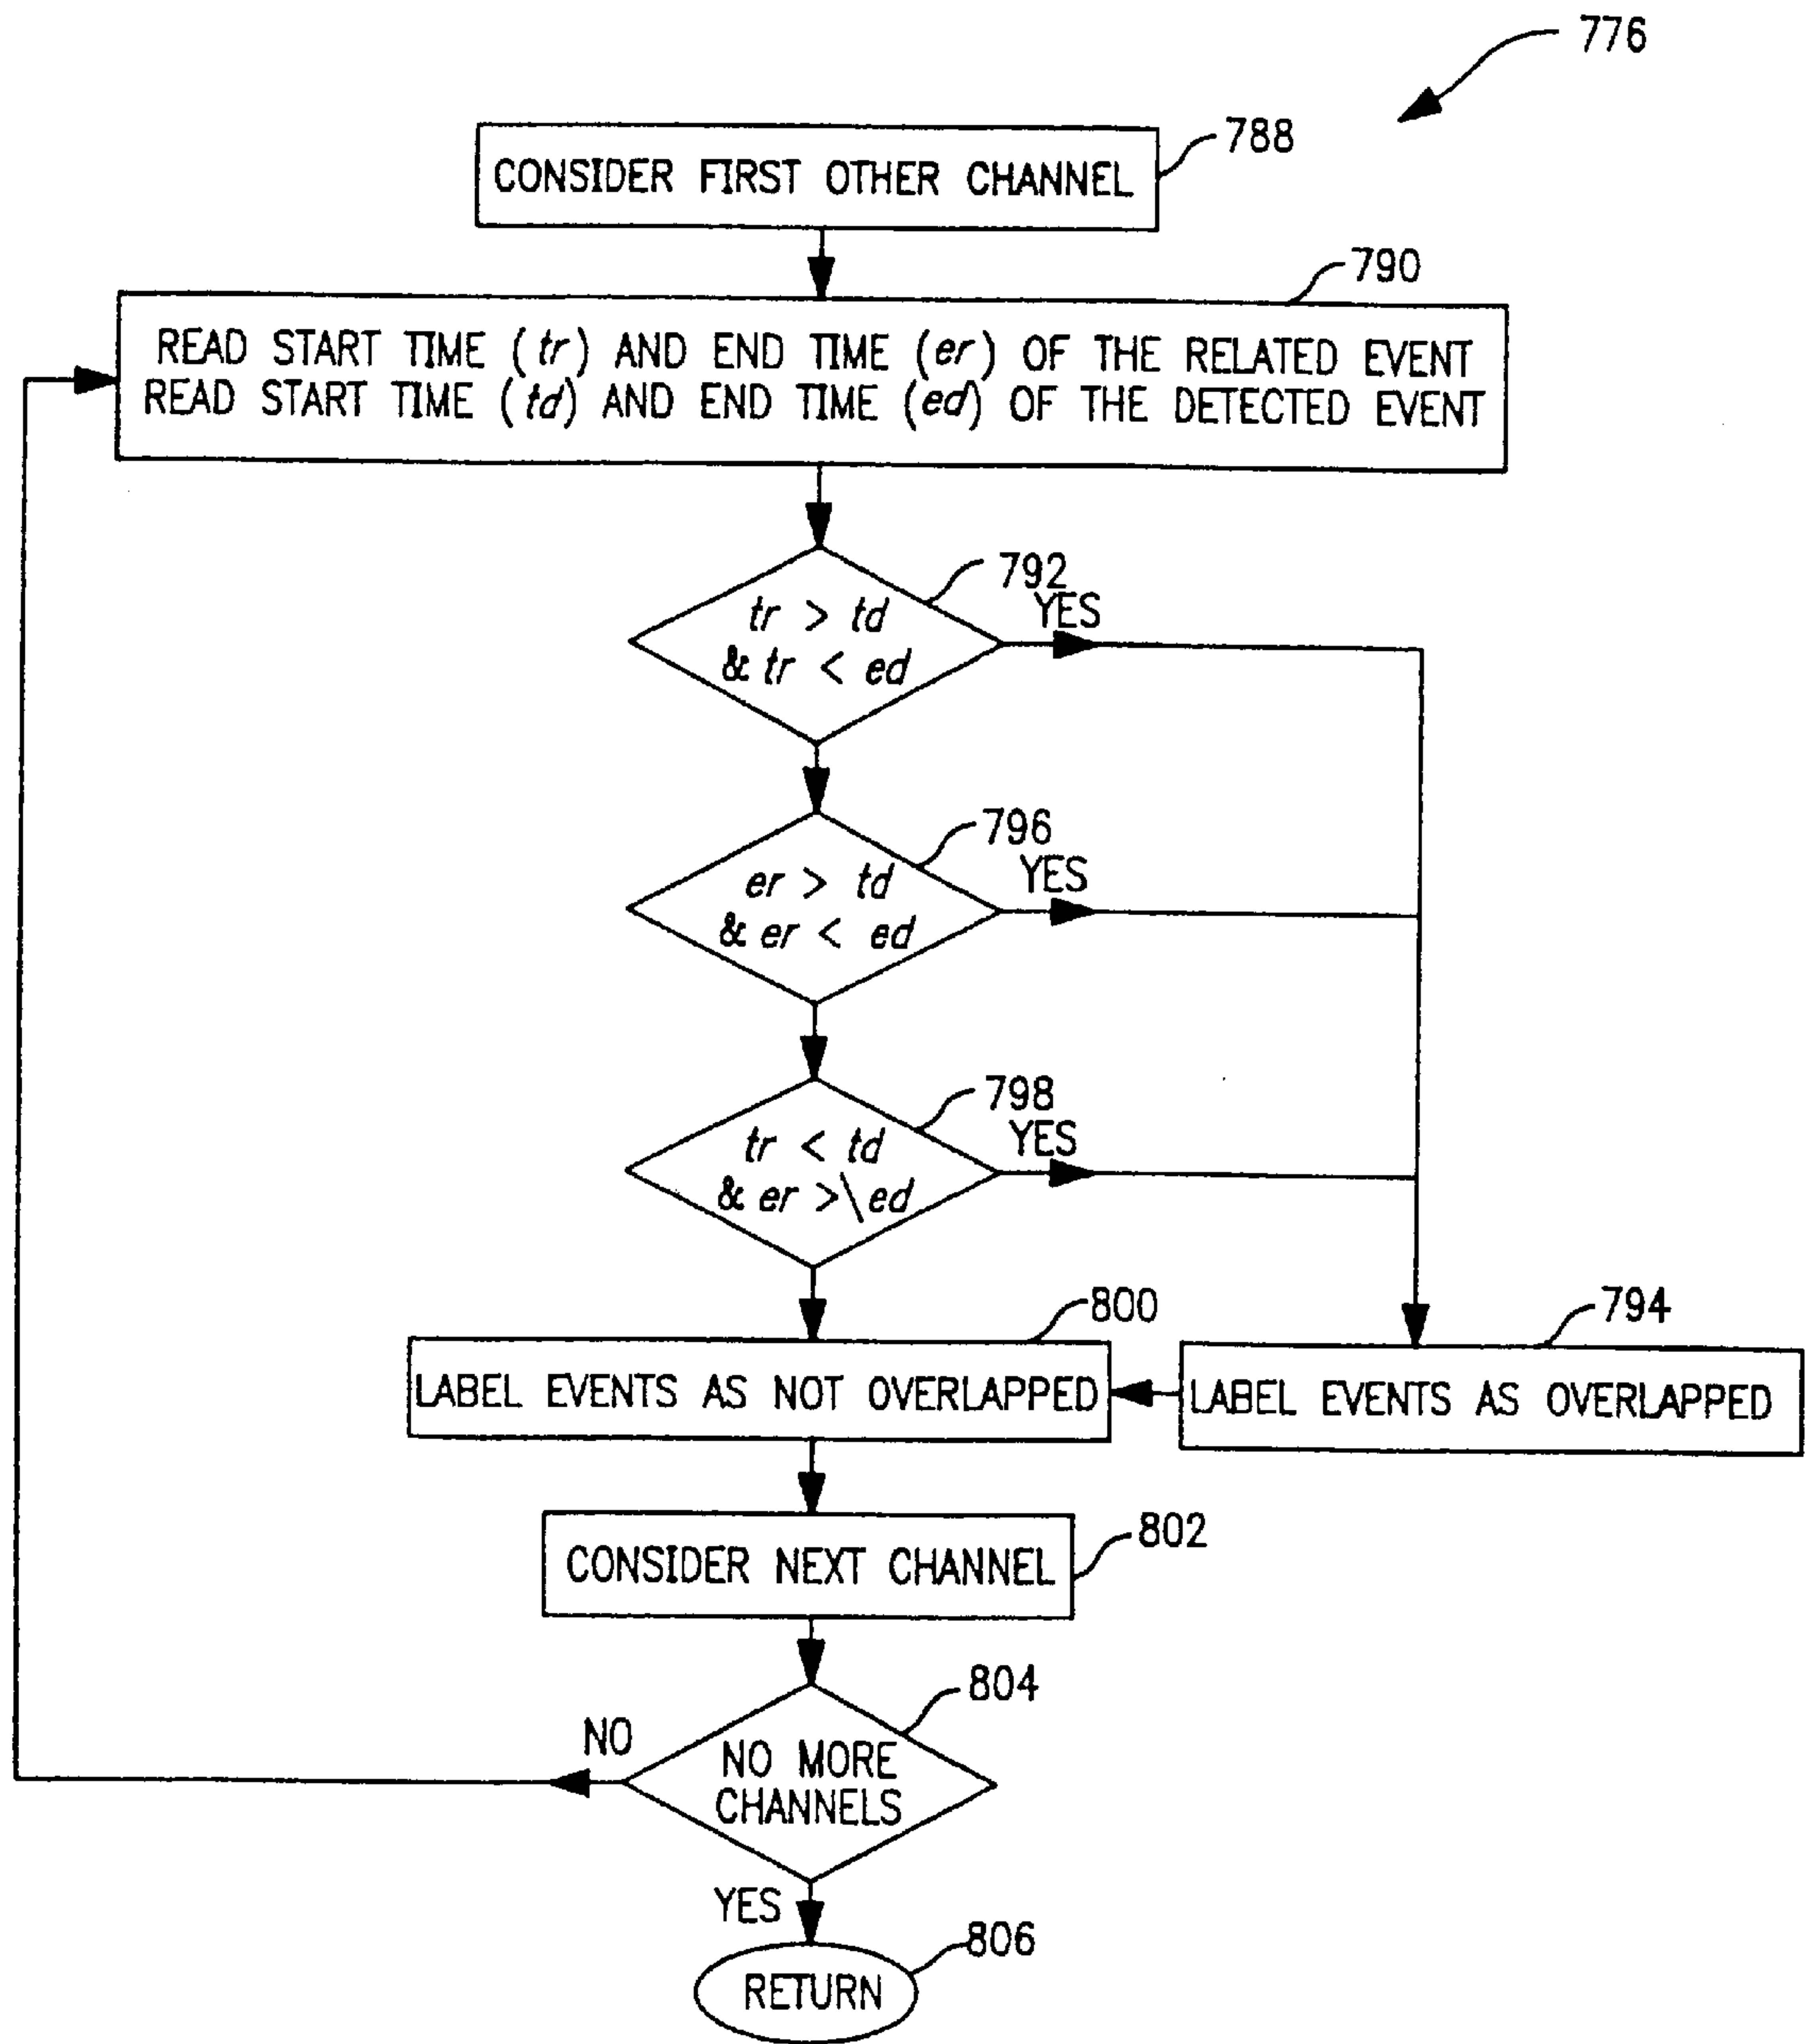 776
788
CONSIDER FIRST OTHER CHANNEL
790
READ START TIME (tr) AND END TIME (er) OF THE RELATED EVENT
READ START TIME (td) AND END TIME (ed) OF THE DETECTED EVENT
792
YES
tr > td
& tr < ed
796
YES
er > td
& er < ed
798
YES
tr < td
& er >\ed
800
794
LABEL EVENTS AS NOT OVERLAPPED
LABEL EVENTS AS OVERLAPPED
802
CONSIDER NEXT CHANNEL
804
NO
NO MORE
CHANNELS
YES
806
RETURN